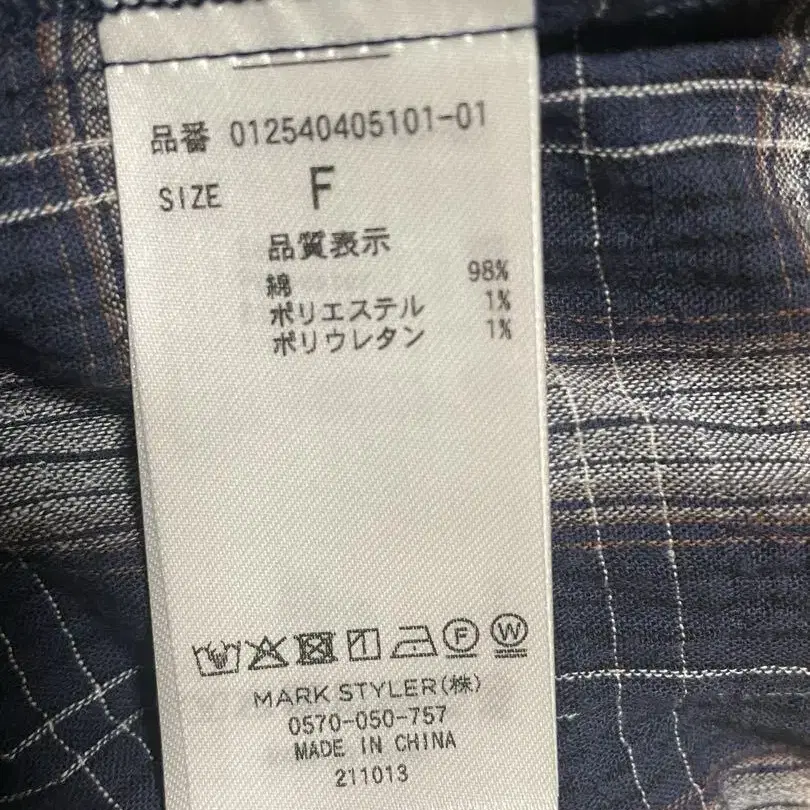 品番 012540405101-01
SIZE F
品質表示
綿 98%
ポリエステル 1%
ポリウレタン 1%
F W
MARK STYLER(株)
0570-050-757
MADE IN CHINA
211013